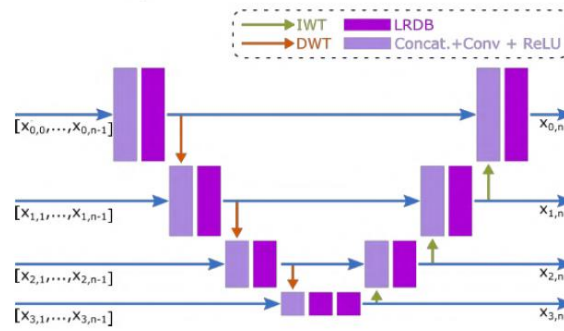 IWT LRDB
DWT Concat.+Conv + ReLU
[x0,0,...,x0,n-1] x0,n
[x1,1,...,x1,n-1] x1,n
[x2,1,...,x2,n-1] x2,n
[x3,1,...,x3,n-1] x3,n